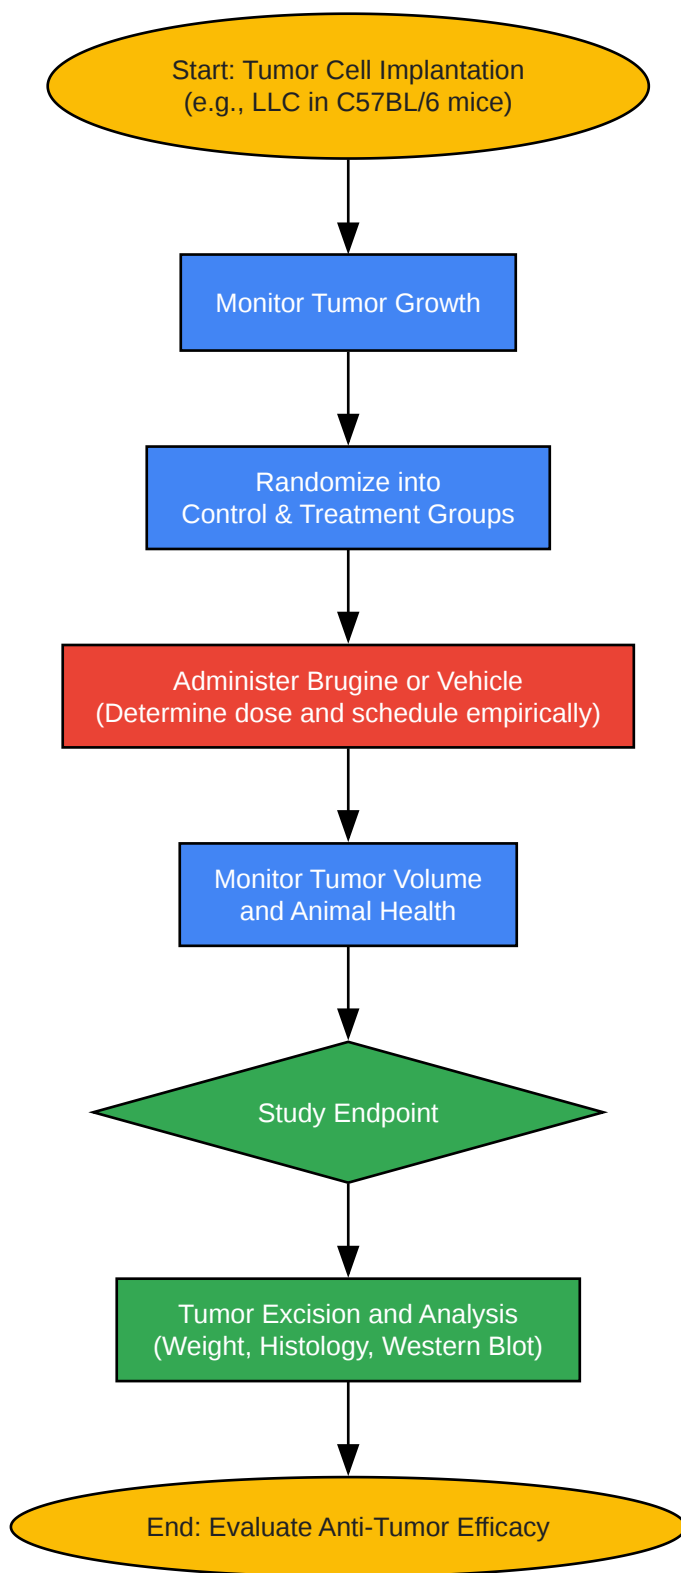 Start: Tumor Cell Implantation
(e.g., LLC in C57BL/6 mice)
Monitor Tumor Growth
Randomize into
Control & Treatment Groups
Administer Brugine or Vehicle
(Determine dose and schedule empirically)
Monitor Tumor Volume
and Animal Health
Study Endpoint
Tumor Excision and Analysis
(Weight, Histology, Western Blot)
End: Evaluate Anti-Tumor Efficacy